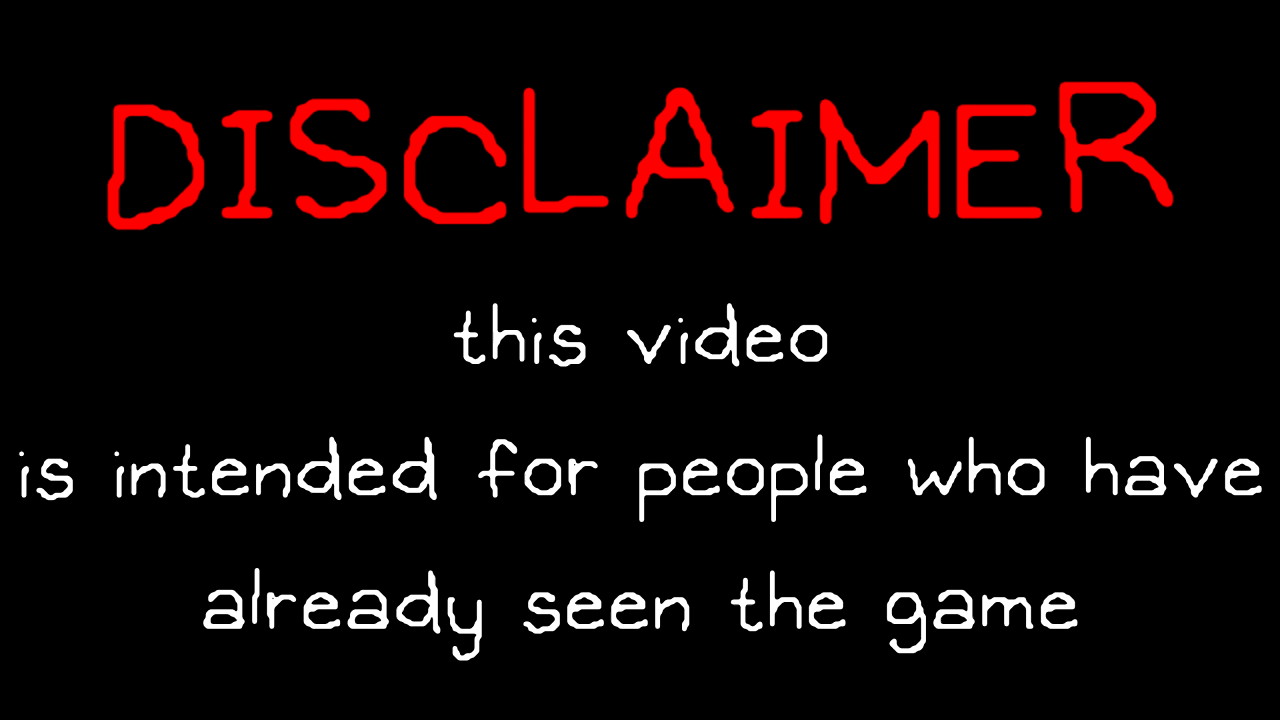 DISCLAIMER
this video
is intended for people who have
already seen the game